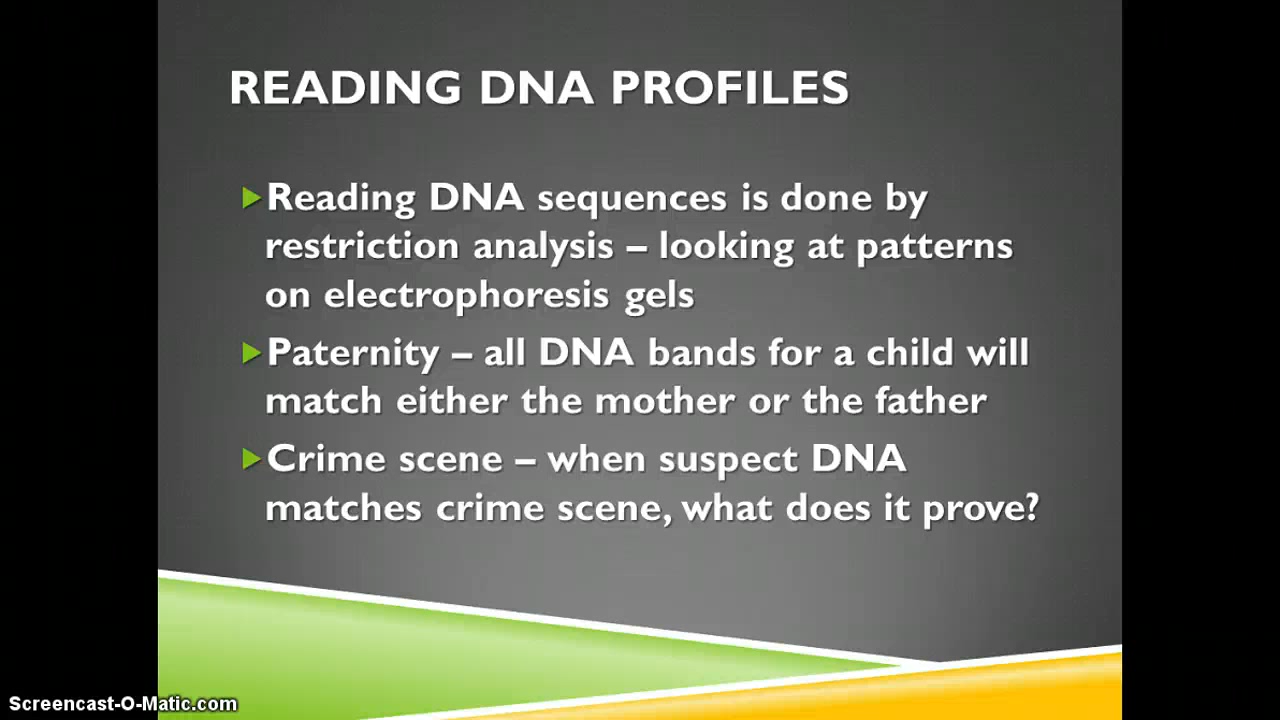 READING DNA PROFILES
Reading DNA sequences is done by
restriction analysis – looking at patterns
on electrophoresis gels
Paternity – all DNA bands for a child will
match either the mother or the father
Crime scene – when suspect DNA
matches crime scene, what does it prove?
Screencast-O-Matic.com